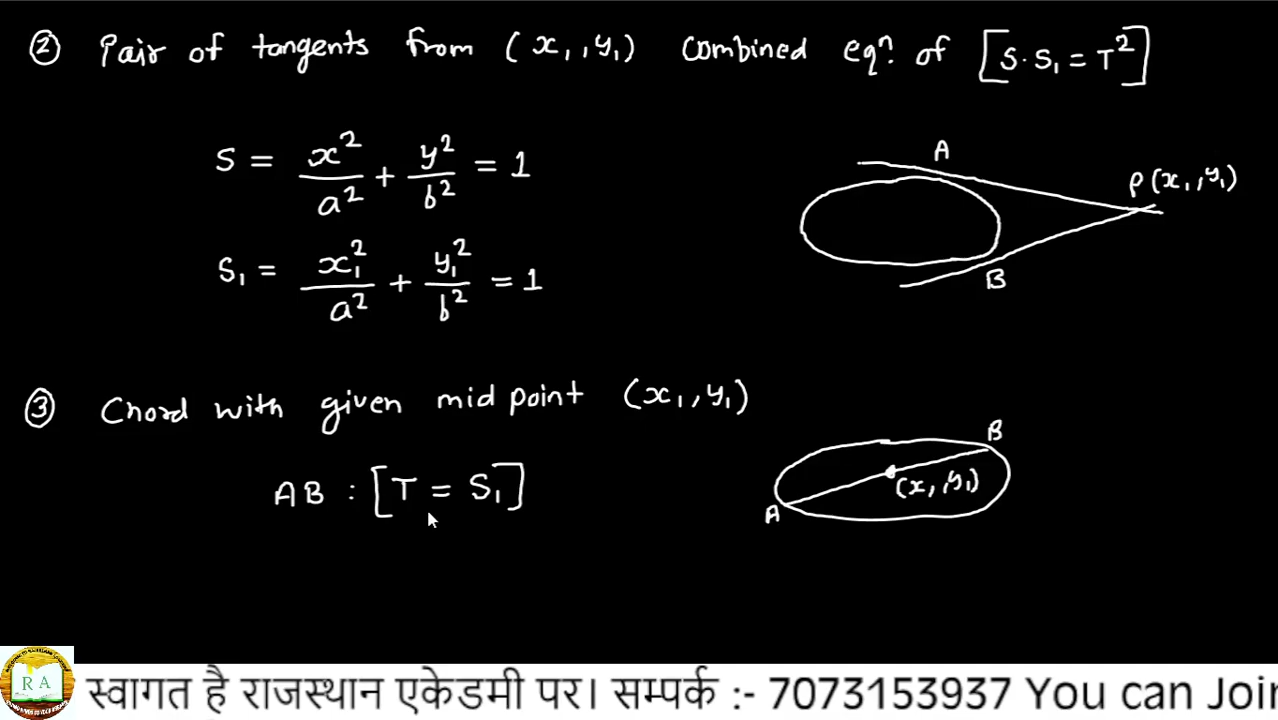 ② Pair of tangents from (x₁, y₁) combined eqn. of [S·S₁ = T²]
S = x²/a² + y²/b² = 1
A
P(x₁, y₁)
S₁ = x₁²/a² + y₁²/b² = 1
B
③ Chord with given mid point (x₁, y₁)
B
AB : [T = S₁]
(x₁, y₁)
A
R A
स्वागत है राजस्थान एकेडमी पर। सम्पर्क :- 7073153937 You can Join